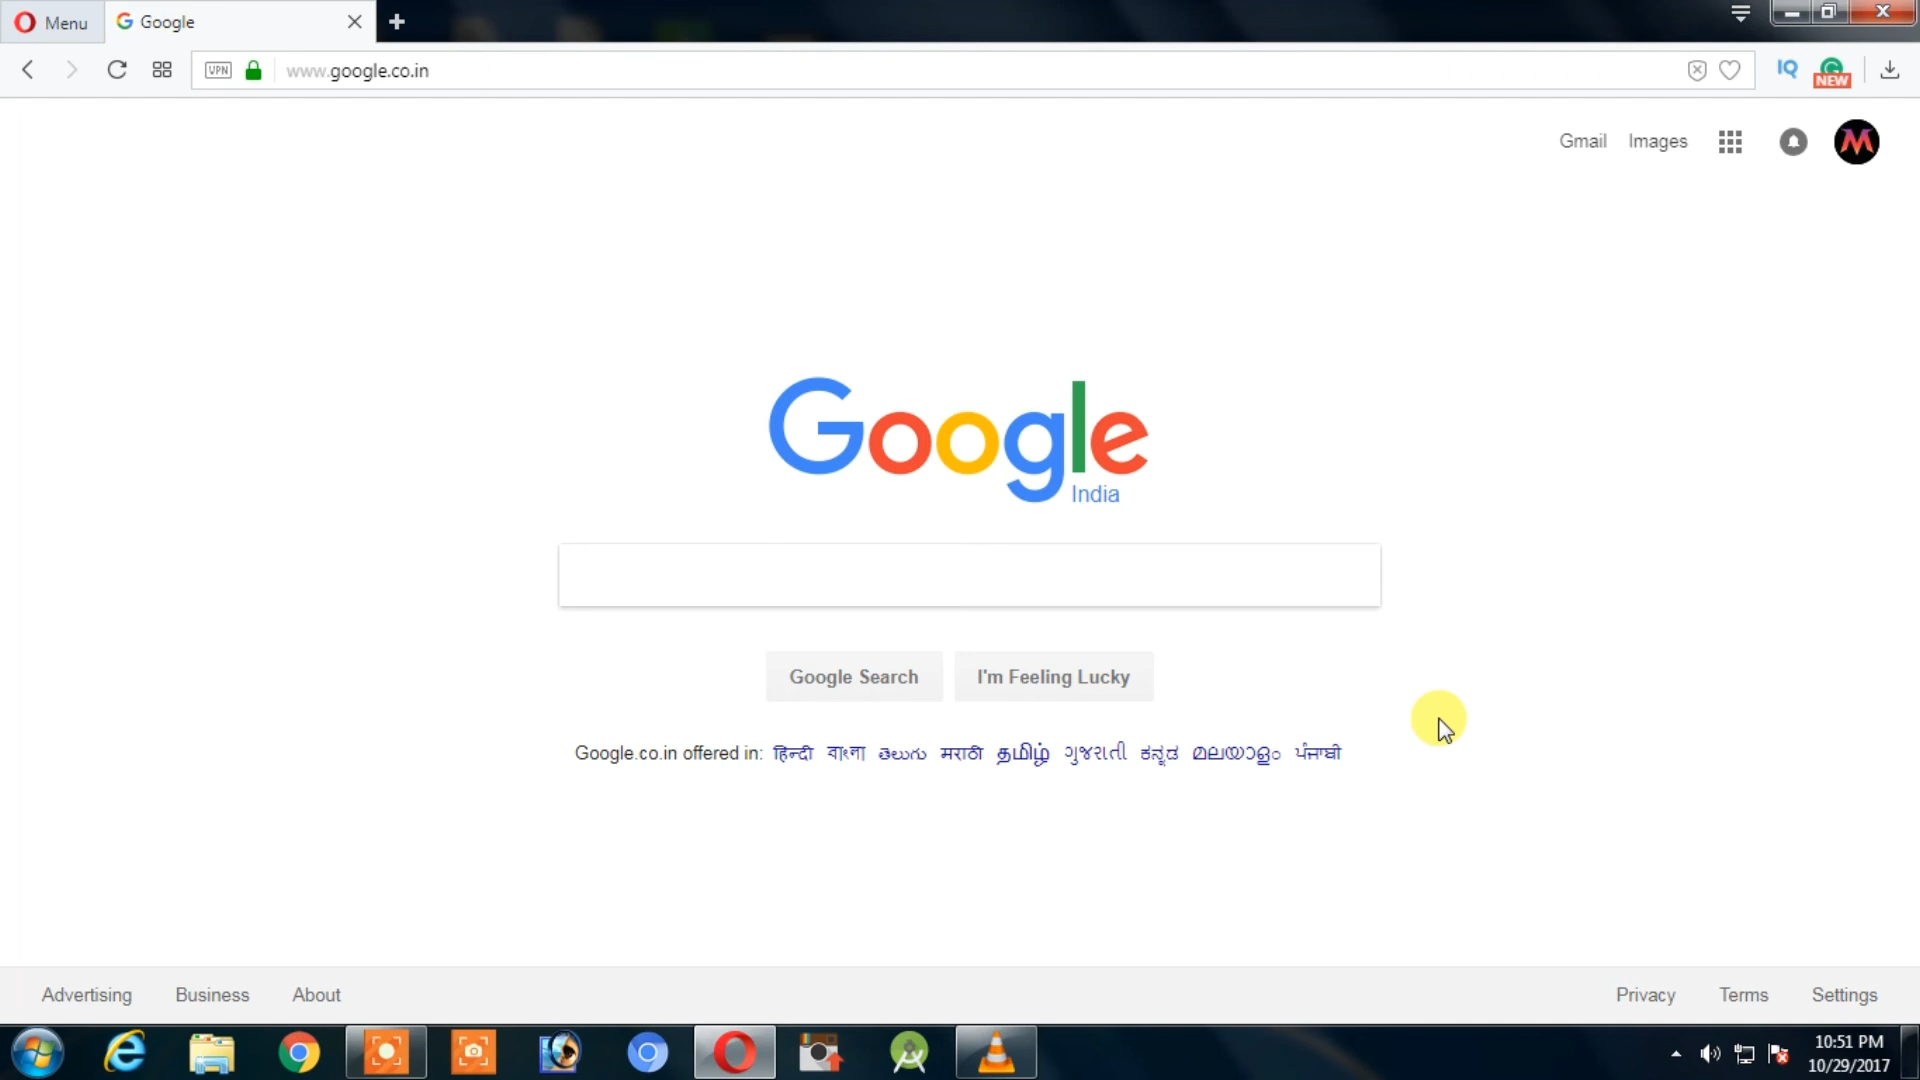 Menu
Google
VPN
www.google.co.in
IQ
NEW
Gmail Images
Google
India
Google Search I'm Feeling Lucky
Google.co.in offered in: हिन्दी বাংলা తెలుగు मराठी தமிழ் ગુજરાતી ಕನ್ನಡ മലയാളം ਪੰਜਾਬੀ
Advertising Business About Privacy Terms Settings
10:51 PM
10/29/2017